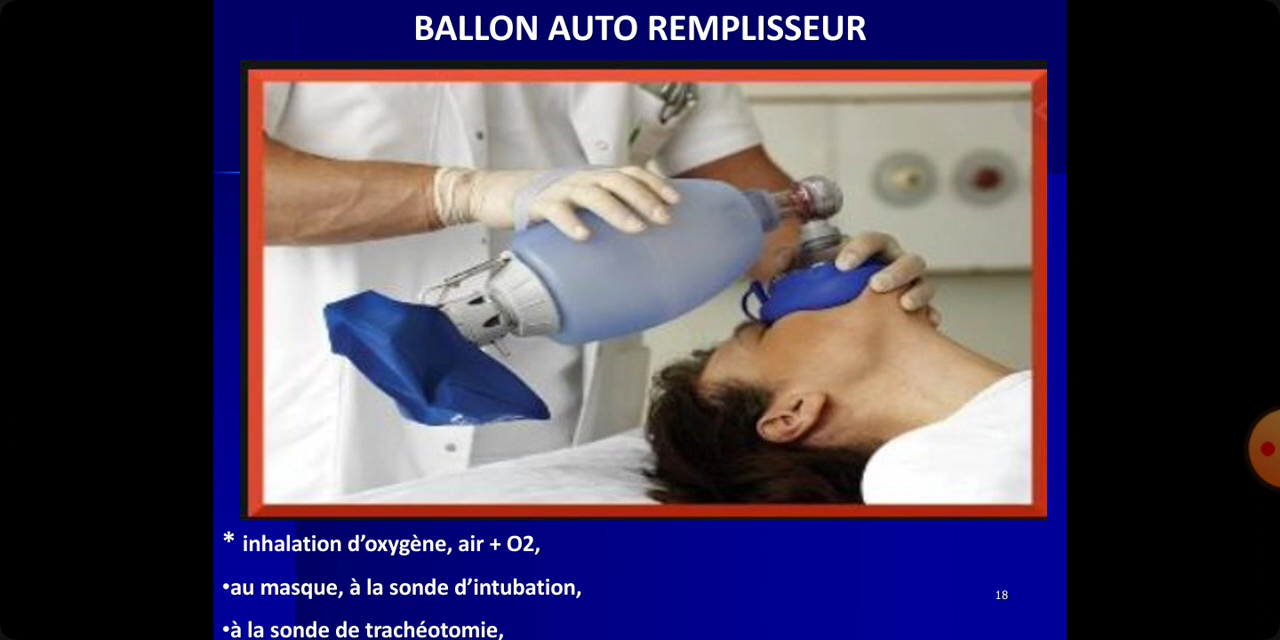 BALLON AUTO REMPLISSEUR
* inhalation d’oxygène, air + O2,
•au masque, à la sonde d’intubation,
18
•à la sonde de trachéotomie,